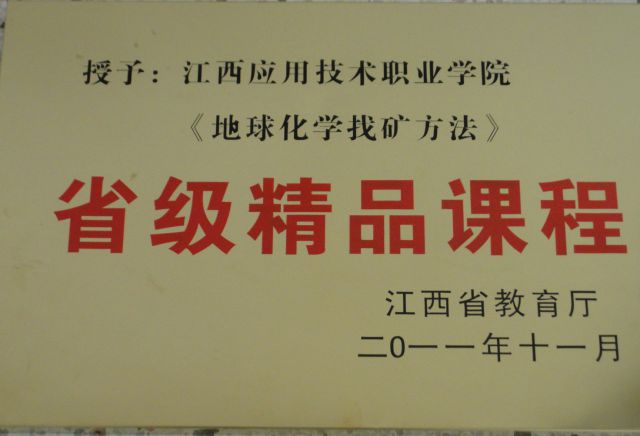 授予：江西应用技术职业学院
《地球化学找矿方法》
省级精品课程
江西省教育厅
二0一一年十一月